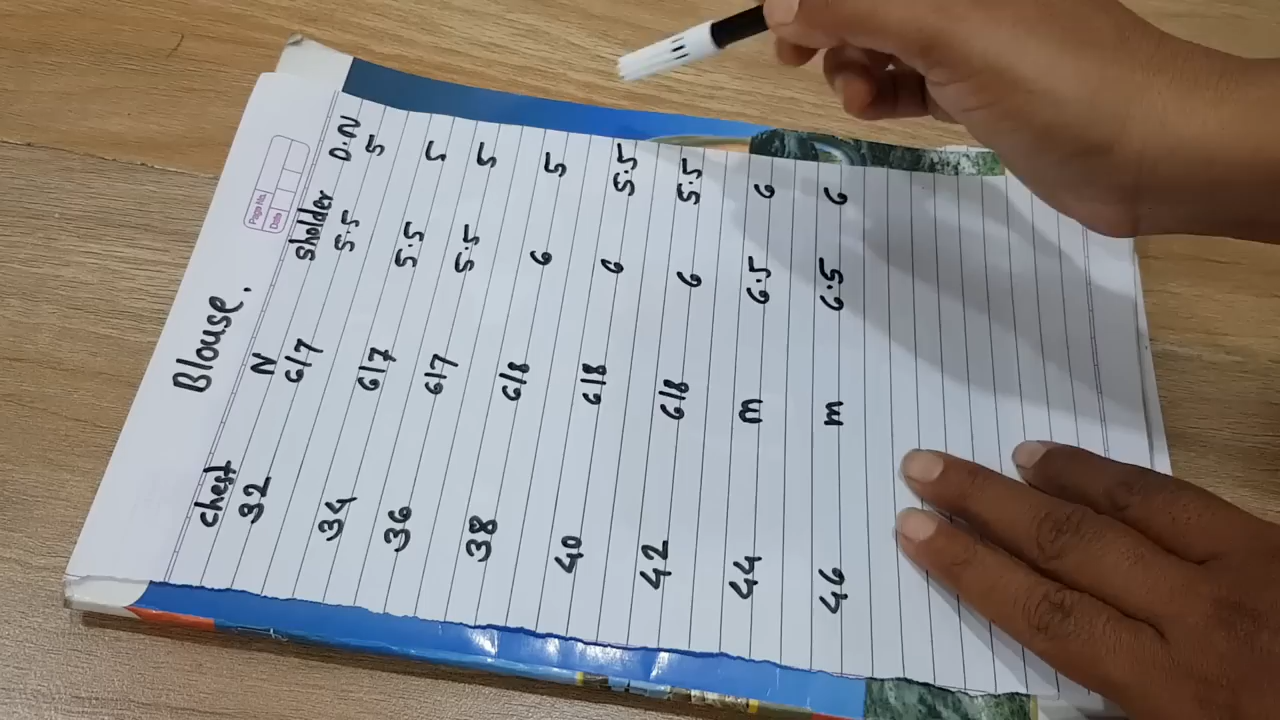 Page No.
Date
Blouse.
chest N sholder D.N
32 6/7 5.5 5
34 6/7 5.5 5
36 6/7 5.5 5
38 6/8 6 5
40 6/8 6 5.5
42 6/8 6 5.5
44 m 6.5 6
46 m 6.5 6